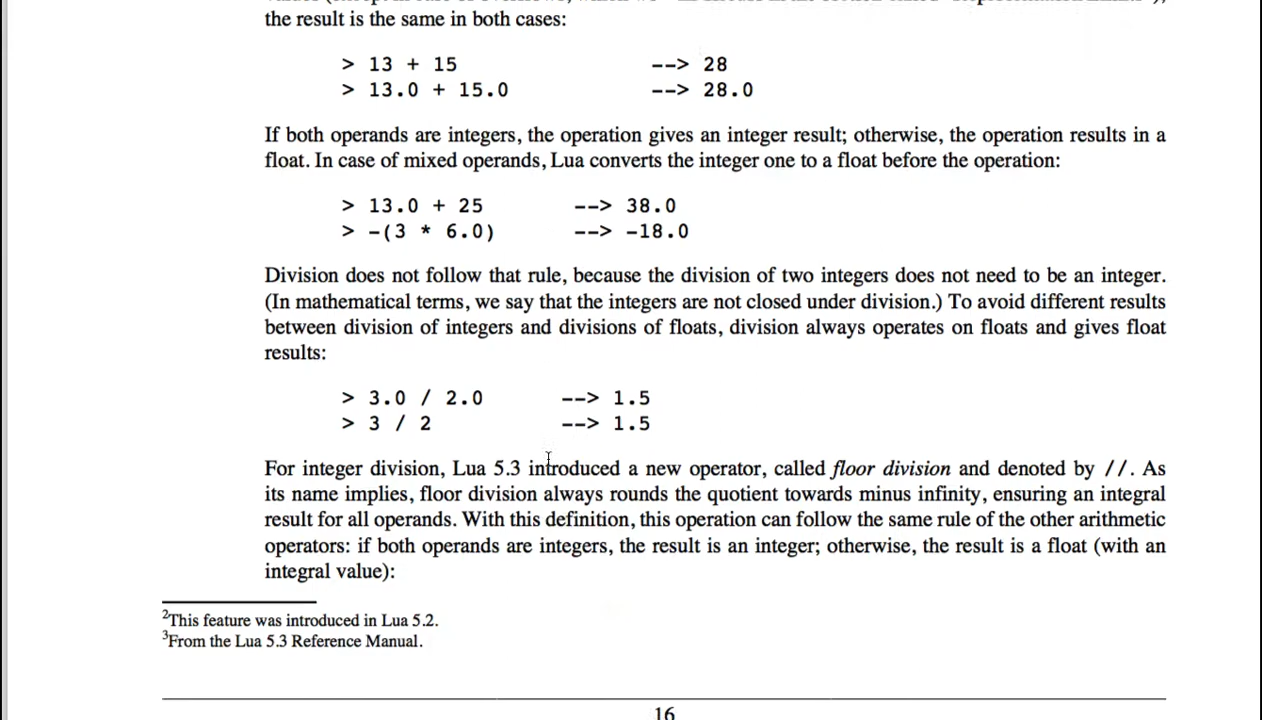 the result is the same in both cases:
> 13 + 15 --> 28
> 13.0 + 15.0 --> 28.0
If both operands are integers, the operation gives an integer result; otherwise, the operation results in a
float. In case of mixed operands, Lua converts the integer one to a float before the operation:
> 13.0 + 25 --> 38.0
> -(3 * 6.0) --> -18.0
Division does not follow that rule, because the division of two integers does not need to be an integer.
(In mathematical terms, we say that the integers are not closed under division.) To avoid different results
between division of integers and divisions of floats, division always operates on floats and gives float
results:
> 3.0 / 2.0 --> 1.5
> 3 / 2 --> 1.5
For integer division, Lua 5.3 introduced a new operator, called floor division and denoted by //. As
its name implies, floor division always rounds the quotient towards minus infinity, ensuring an integral
result for all operands. With this definition, this operation can follow the same rule of the other arithmetic
operators: if both operands are integers, the result is an integer; otherwise, the result is a float (with an
integral value):
2This feature was introduced in Lua 5.2.
3From the Lua 5.3 Reference Manual.
16